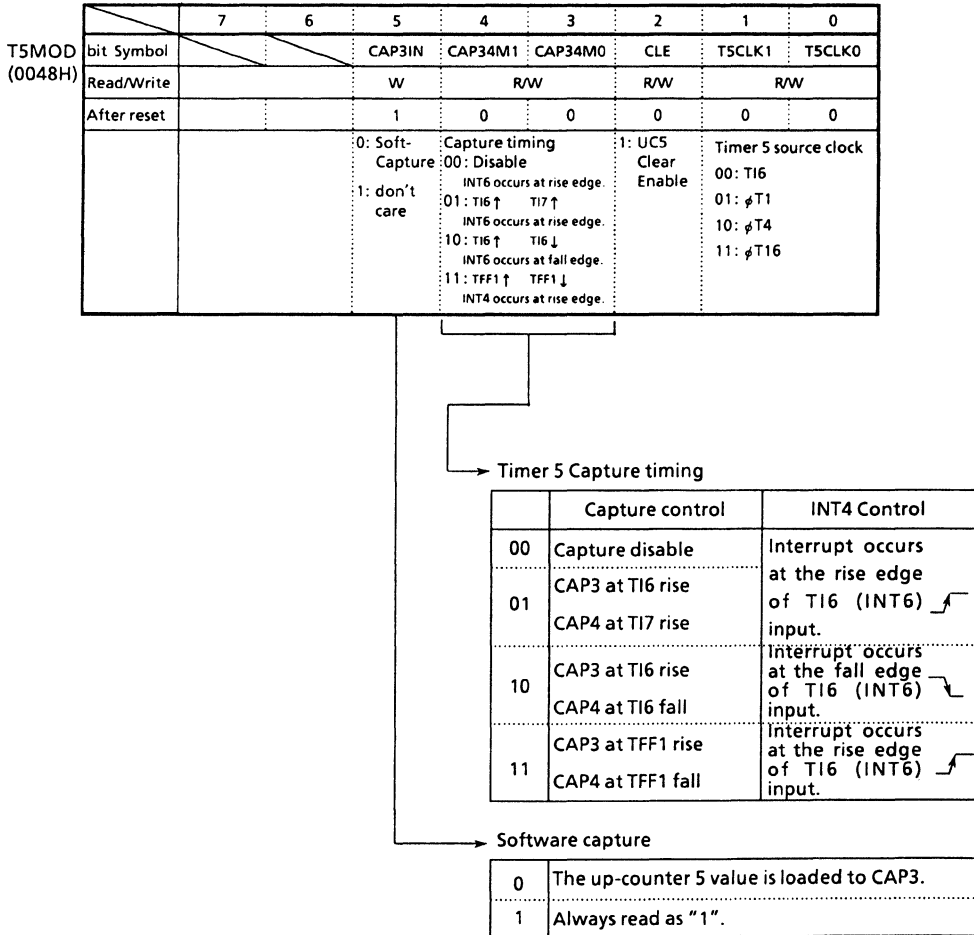 7 6 5 4 3 2 1 0
T5MOD
(0048H)
bit Symbol CAP3IN CAP34M1 CAP34M0 CLE T5CLK1 T5CLK0
Read/Write W R/W R/W R/W
After reset 1 0 0 0 0 0
0: Soft-
Capture
1: don't
care
Capture timing
00: Disable
INT6 occurs at rise edge.
01: TI6↑ TI7↑
INT6 occurs at rise edge.
10: TI6↑ TI6↓
INT6 occurs at fall edge.
11: TFF1↑ TFF1↓
INT4 occurs at rise edge.
1: UC5
Clear
Enable
Timer 5 source clock
00: TI6
01: φT1
10: φT4
11: φT16
Timer 5 Capture timing
Capture control INT4 Control
00 Capture disable
01 CAP3 at TI6 rise
CAP4 at TI7 rise
Interrupt occurs
at the rise edge
of TI6 (INT6)
input.
10 CAP3 at TI6 rise
CAP4 at TI6 fall
Interrupt occurs
at the fall edge
of TI6 (INT6)
input.
11 CAP3 at TFF1 rise
CAP4 at TFF1 fall
Interrupt occurs
at the rise edge
of TI6 (INT6)
input.
Software capture
0 The up-counter 5 value is loaded to CAP3.
1 Always read as "1".